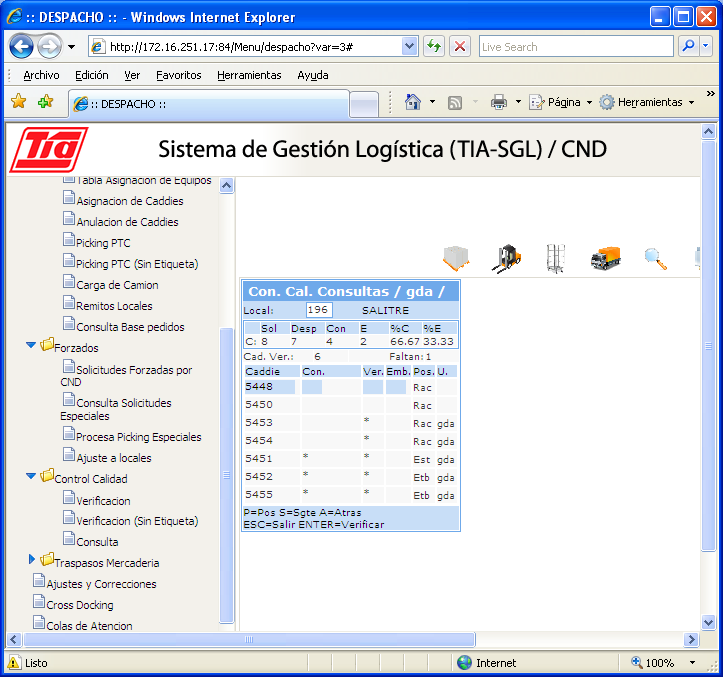 :: DESPACHO :: - Windows Internet Explorer
http://172.16.251.17:84/Menu/despacho?var=3#
Live Search
Archivo Edición Ver Favoritos Herramientas Ayuda
:: DESPACHO ::
Página Herramientas »
Tia
Sistema de Gestión Logística (TIA-SGL) / CND
Tabla Asignacion de Equipos
Asignacion de Caddies
Anulacion de Caddies
Picking PTC
Picking PTC (Sin Etiqueta)
Carga de Camion
Remitos Locales
Consulta Base pedidos
Forzados
Solicitudes Forzadas por
CND
Consulta Solicitudes
Especiales
Procesa Picking Especiales
Ajuste a locales
Control Calidad
Verificacion
Verificacion (Sin Etiqueta)
Consulta
Traspasos Mercaderia
Ajustes y Correcciones
Cross Docking
Colas de Atencion
Con. Cal. Consultas / gda /
Local: 196 SALITRE
Sol Desp Con E %C %E
C: 8 7 4 2 66.67 33.33
Cad. Ver.: 6 Faltan: 1
Caddie Con. Ver. Emb. Pos. U.
5448 Rac
5450 Rac
5453 * Rac gda
5454 * Rac gda
5451 * * Est gda
5452 * * Etb gda
5455 * * Etb gda
P=Pos S=Sgte A=Atras
ESC=Salir ENTER=Verificar
Listo
Internet
100%